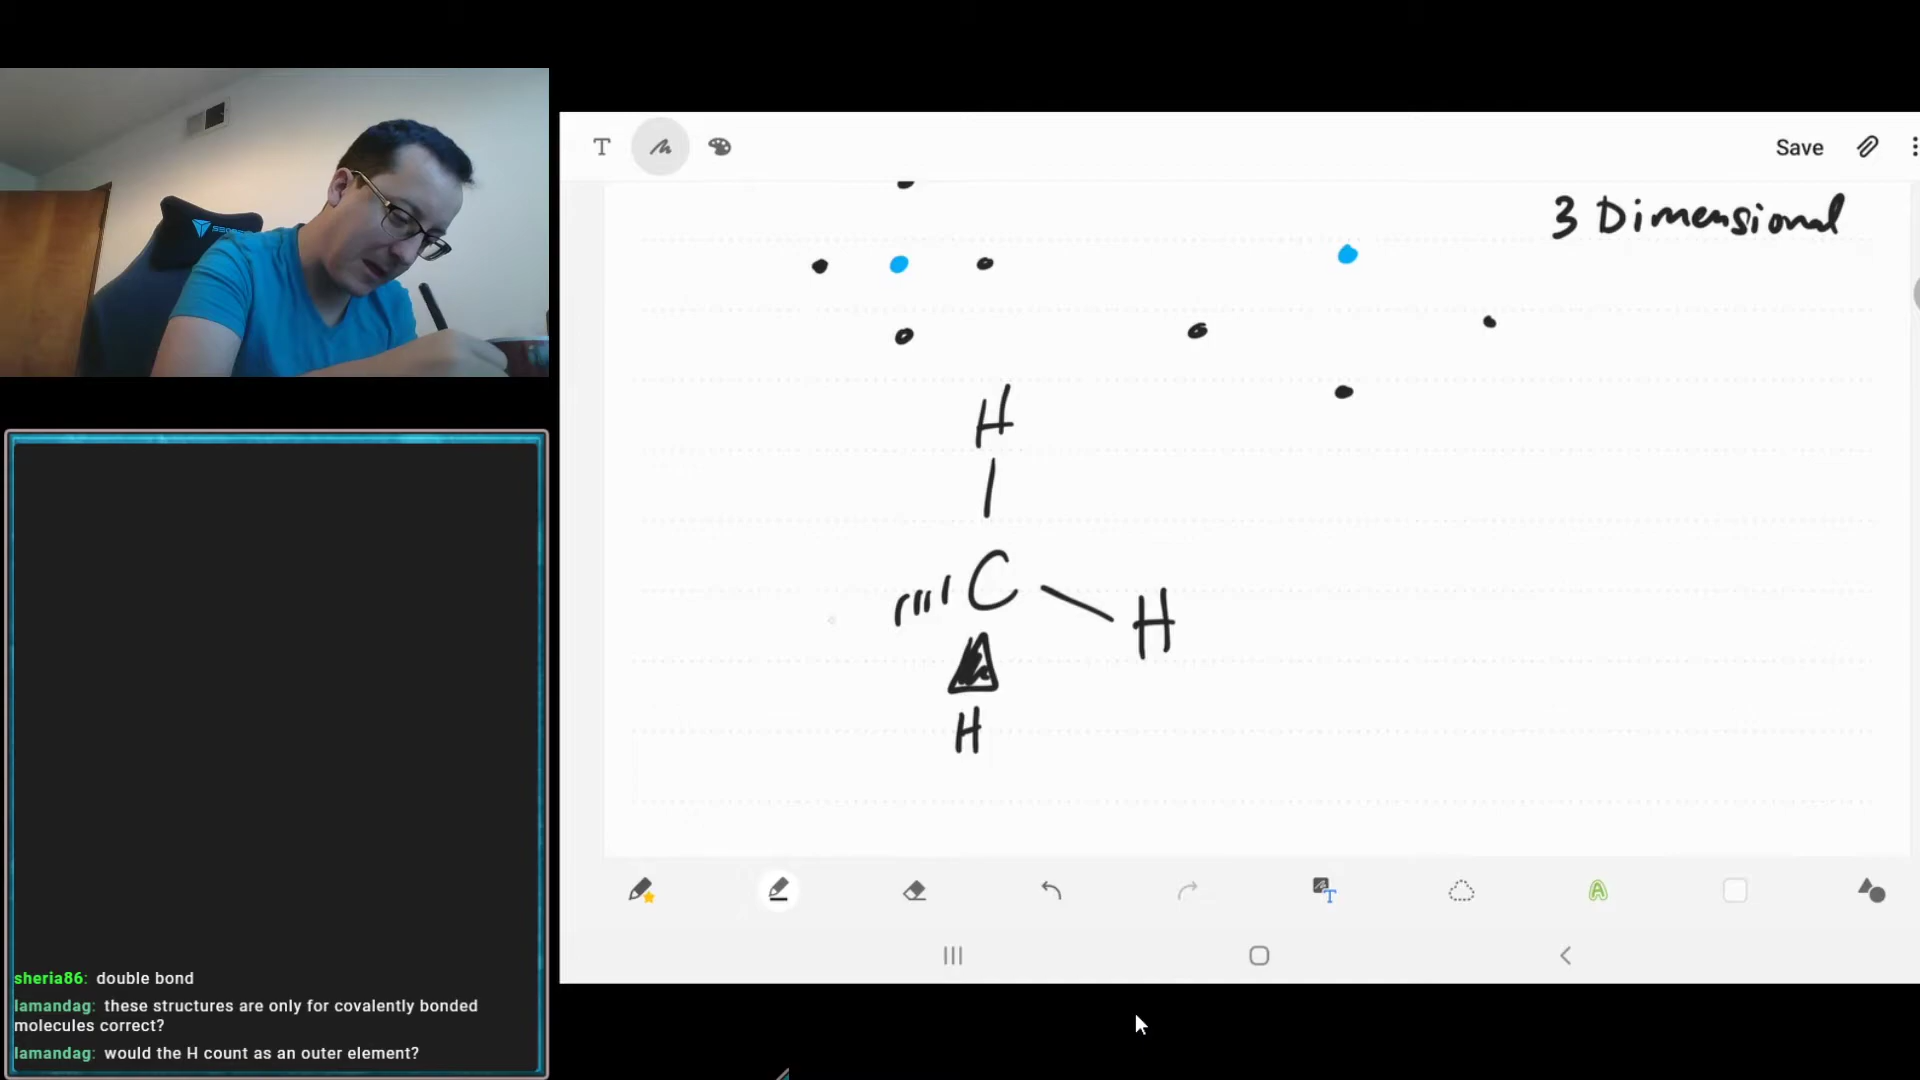 T
Save
3 Dimensional
H
C
H
H
T
A
sheria86: double bond
lamandag: these structures are only for covalently bonded
molecules correct?
lamandag: would the H count as an outer element?